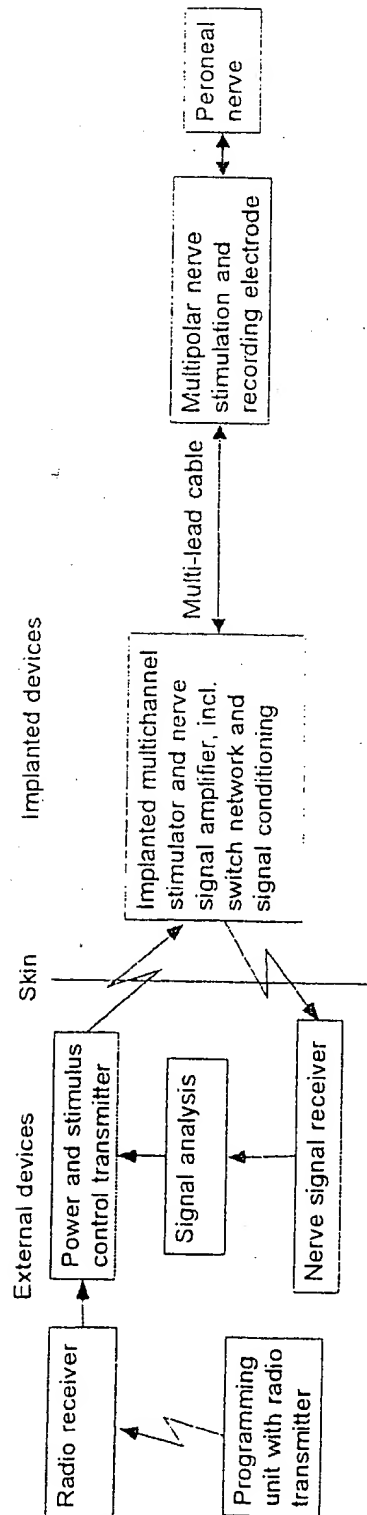 External devices
Skin
Implanted devices
Radio receiver
Programming
unit with radio
transmitter
Power and stimulus
control transmitter
Signal analysis
Nerve signal receiver
Implanted multichannel
stimulator and nerve
signal amplifier, incl.
switch network and
signal conditioning
Multi-lead cable
Multipolar nerve
stimulation and
recording electrode
Peroneal
nerve